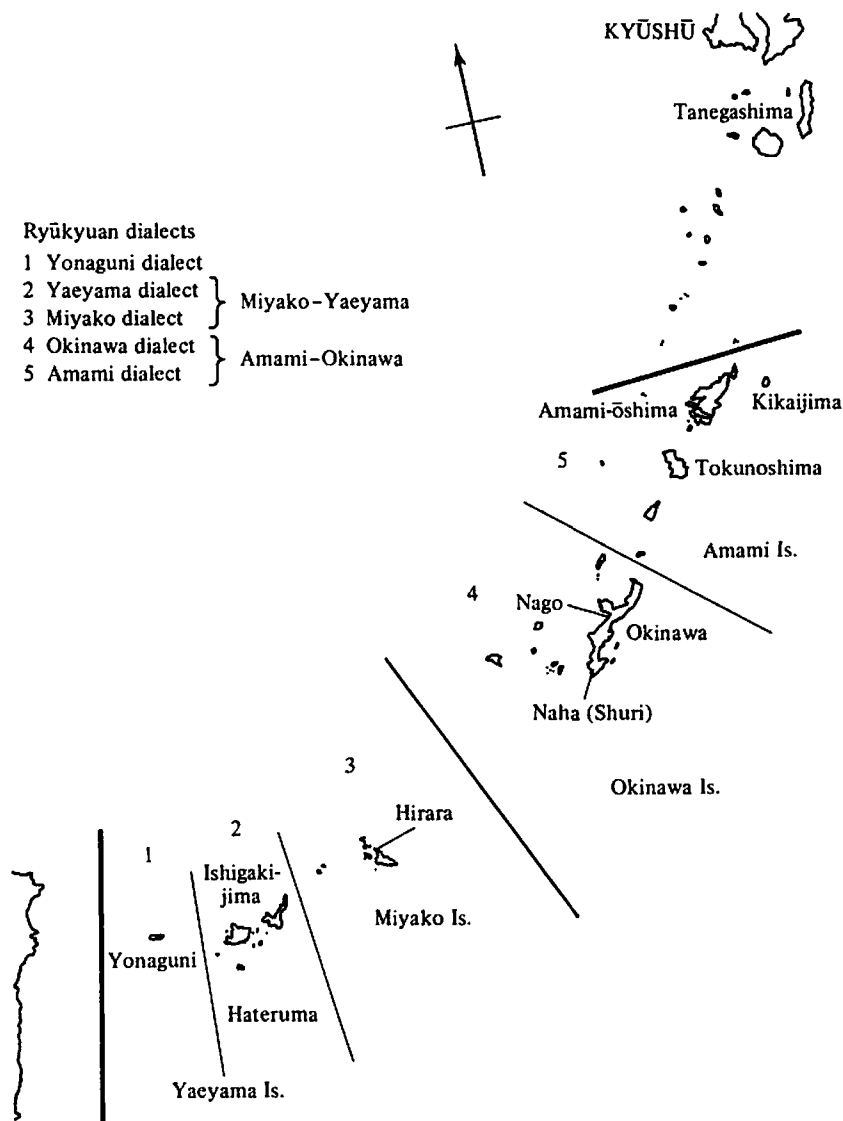 KYŪSHŪ
Tanegashima
Ryūkyuan dialects
1 Yonaguni dialect
2 Yaeyama dialect
3 Miyako dialect
Miyako-Yaeyama
4 Okinawa dialect
5 Amami dialect
Amami-Okinawa
Amami-ōshima
Kikaijima
5
Tokunoshima
Amami Is.
4
Nago
Okinawa
Naha (Shuri)
Okinawa Is.
3
Hirara
Miyako Is.
2
Ishigaki-
jima
1
Yonaguni
Hateruma
Yaeyama Is.